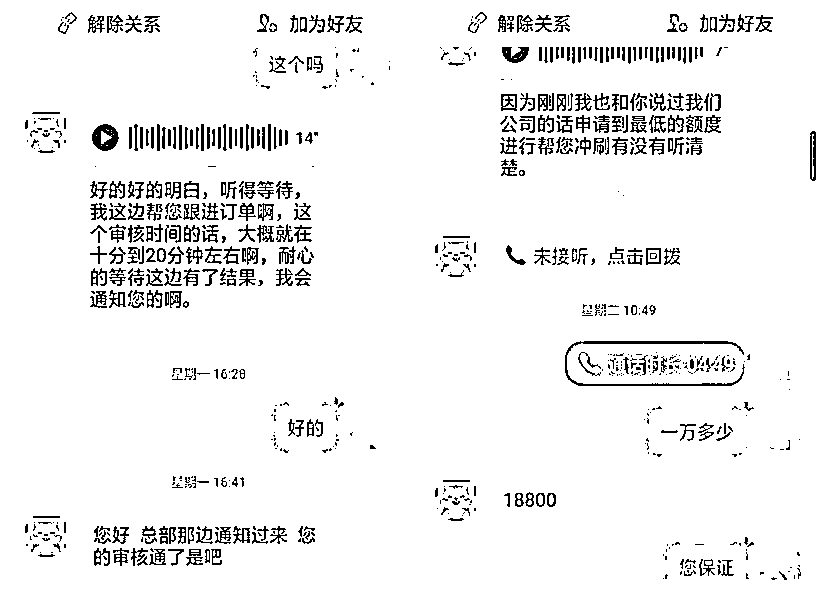 解除关系
加为好友
这个吗
14"
好的好的明白，听得等待，
我这边帮您跟进订单啊，这
个审核时间的话，大概就在
十分到20分钟左右啊，耐心
的等待这边有了结果，我会
通知您的啊。
星期一 16:28
好的
星期一 16:41
您好 总部那边通知过来 您
的审核通了是吧
解除关系
加为好友
因为刚刚我也和你说过我们
公司的话申请到最低的额度
进行帮您冲刷有没有听清
楚。
未接听，点击回拨
星期二 10:49
通话时长 04:49
一万多少
18800
您保证